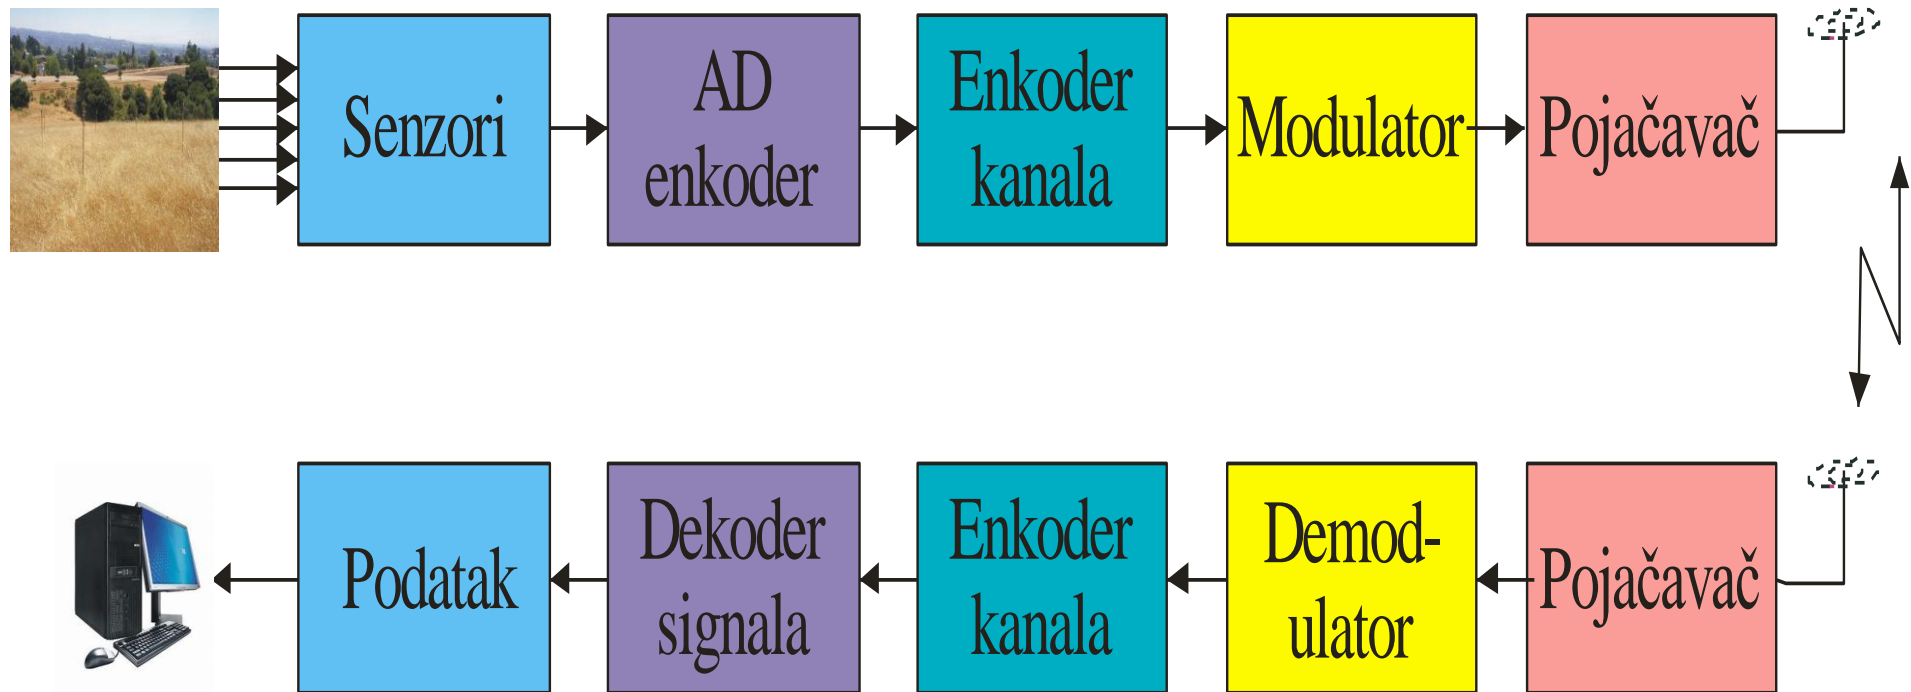 Senzori
AD
enkoder
Enkoder
kanala
Modulator
Pojačavač
Podatak
Dekoder
signala
Enkoder
kanala
Demod-
ulator
Pojačavač